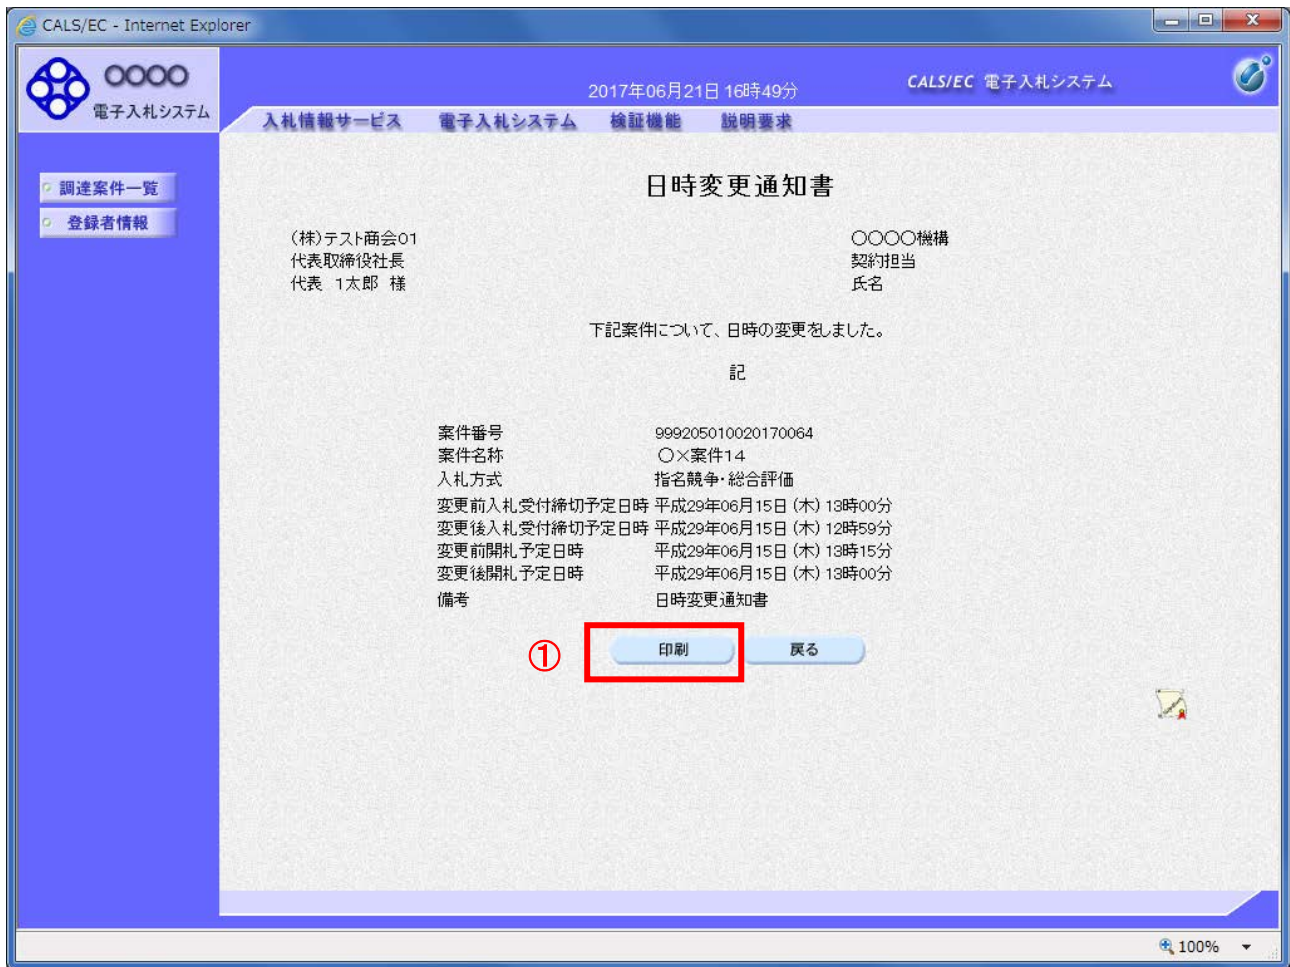 CALS/EC - Internet Explorer
〇〇〇〇
電子入札システム
2017年06月21日 16時49分
CALS/EC 電子入札システム
入札情報サービス 電子入札システム 検証機能 説明要求
調達案件一覧
登録者情報
日時変更通知書
(株)テスト商会01
代表取締役社長
代表 1太郎 様
〇〇〇〇機構
契約担当
氏名
下記案件について、日時の変更をしました。
記
案件番号 999205010020170064
案件名称 〇×案件14
入札方式 指名競争・総合評価
変更前入札受付締切予定日時 平成29年06月15日 (木) 13時00分
変更後入札受付締切予定日時 平成29年06月15日 (木) 12時59分
変更前開札予定日時 平成29年06月15日 (木) 13時15分
変更後開札予定日時 平成29年06月15日 (木) 13時00分
備考 日時変更通知書
① 印刷 戻る
100%